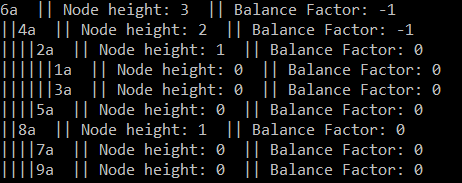 6a  || Node height: 3  || Balance Factor: -1
||4a  || Node height: 2  || Balance Factor: -1
||||2a  || Node height: 1  || Balance Factor: 0
||||||1a  || Node height: 0  || Balance Factor: 0
||||||3a  || Node height: 0  || Balance Factor: 0
||||5a  || Node height: 0  || Balance Factor: 0
||8a  || Node height: 1  || Balance Factor: 0
||||7a  || Node height: 0  || Balance Factor: 0
||||9a  || Node height: 0  || Balance Factor: 0